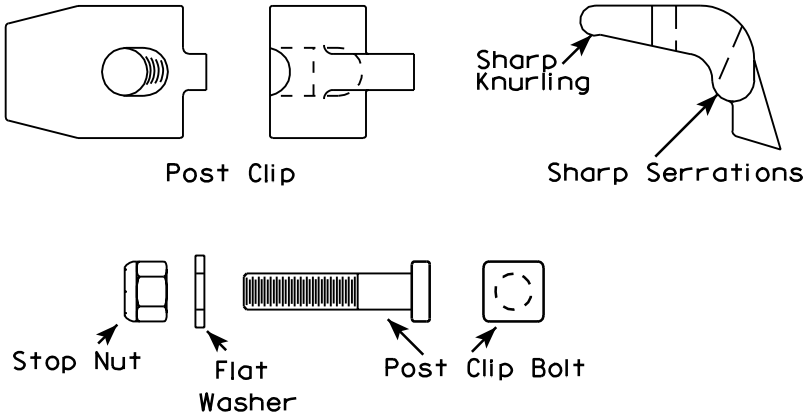 Sharp
Knurling
Post Clip
Sharp Serrations
Stop Nut
Flat
Washer
Post Clip Bolt